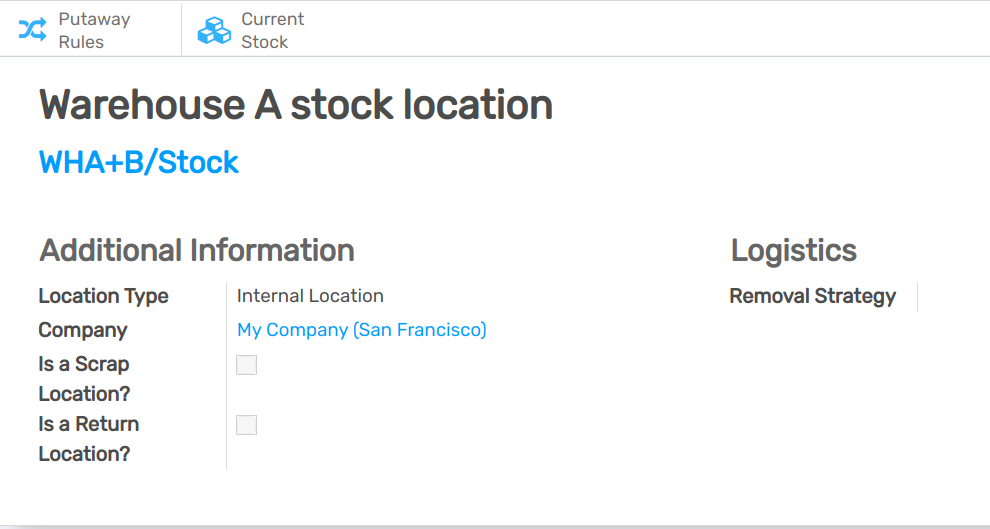 Putaway
Rules
Current
Stock
Warehouse A stock location
WHA+B/Stock
Additional Information
Logistics
Location Type
Internal Location
Removal Strategy
Company
My Company (San Francisco)
Is a Scrap
Location?
Is a Return
Location?